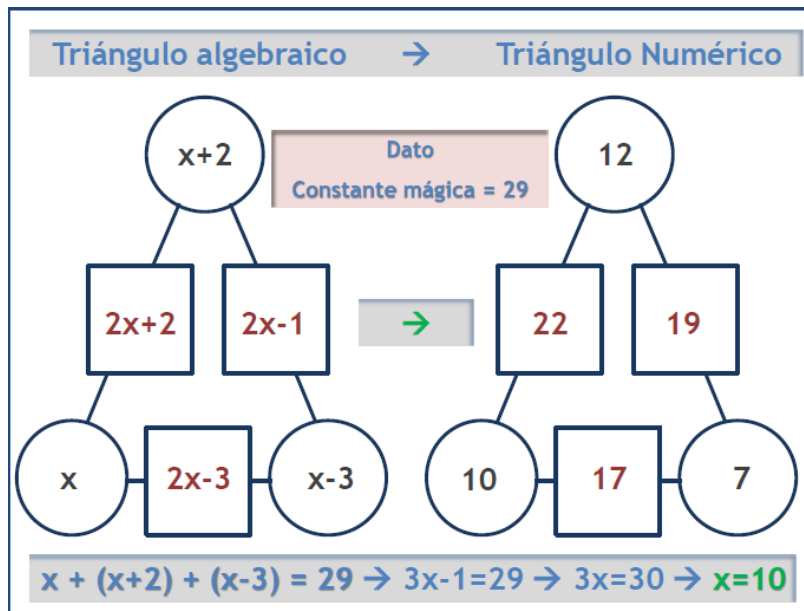 Triángulo algebraico → Triángulo Numérico
x+2
Dato
Constante mágica = 29
12
2x+2
2x-1
→
22
19
x
2x-3
x-3
10
17
7
x + (x+2) + (x-3) = 29 → 3x-1=29 → 3x=30 → x=10